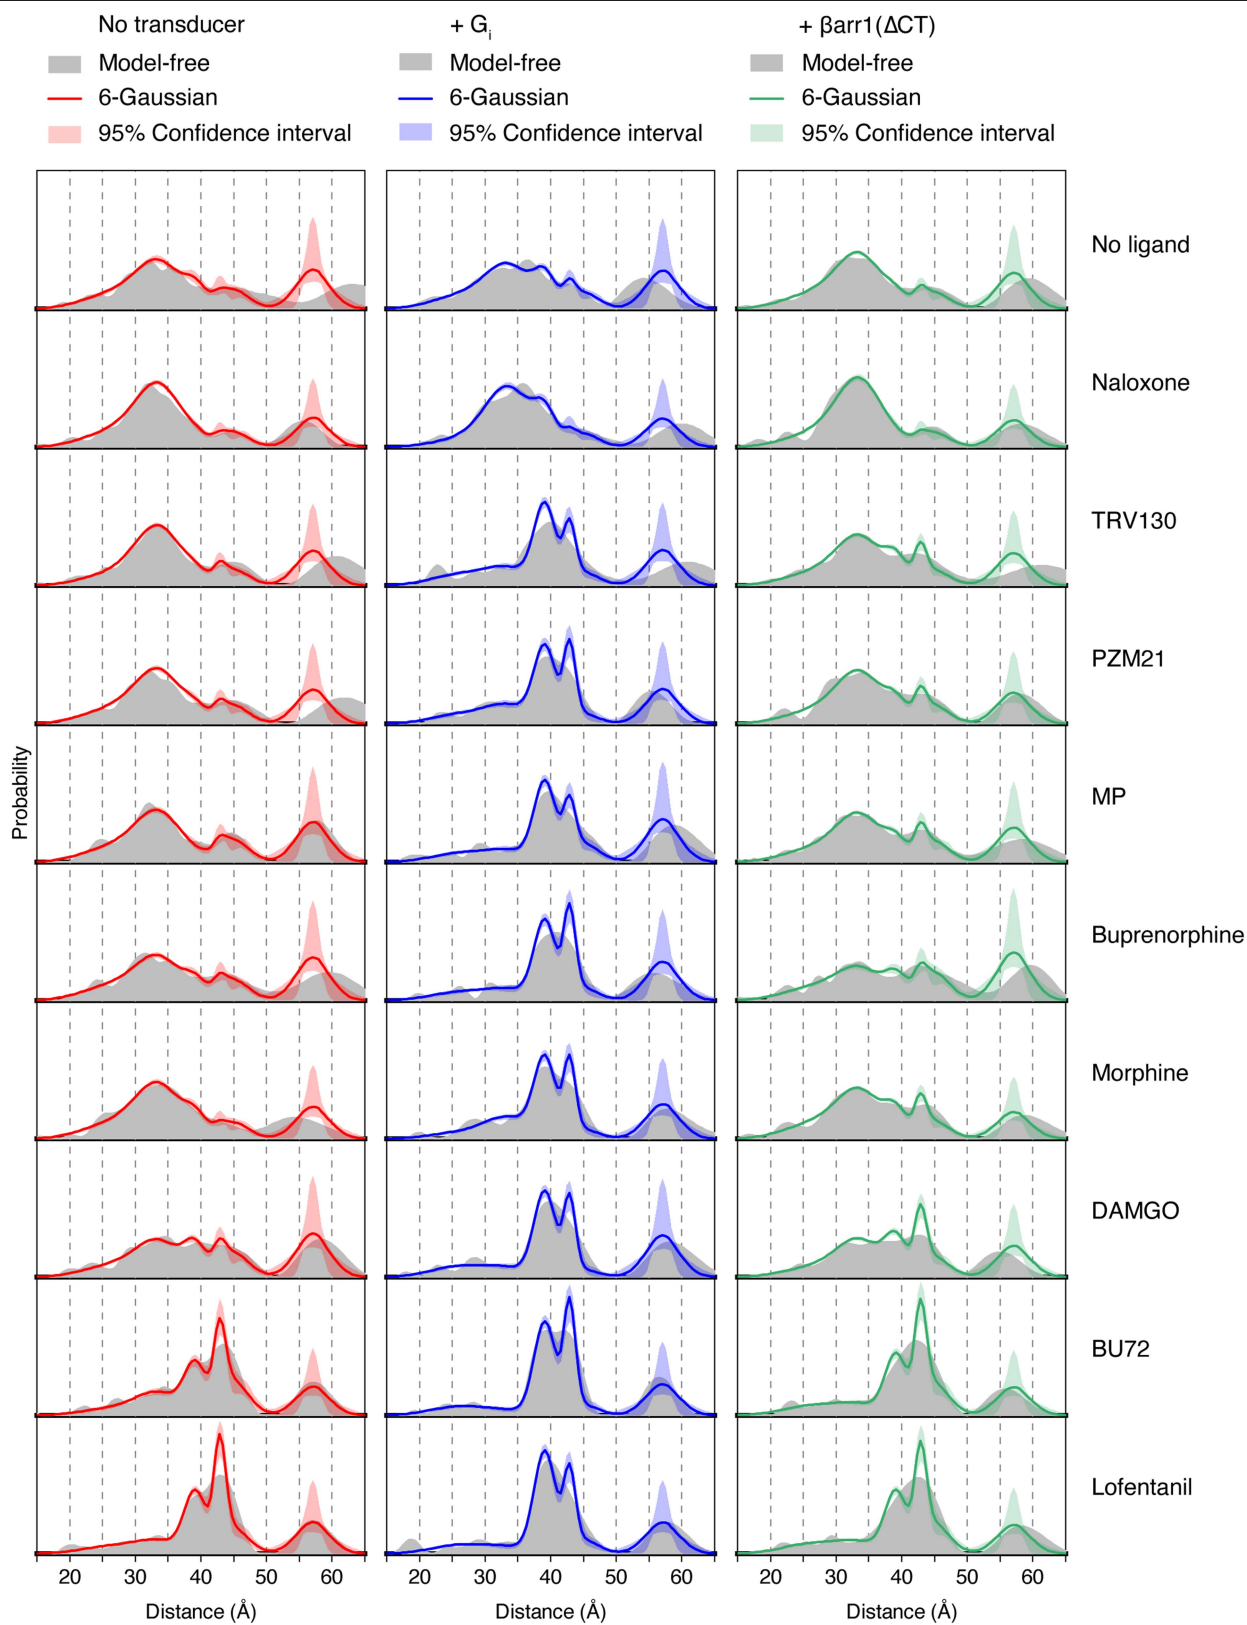 No transducer
Model-free
6-Gaussian
95% Confidence interval
+ Gi
Model-free
6-Gaussian
95% Confidence interval
+ βarr1(ΔCT)
Model-free
6-Gaussian
95% Confidence interval
No ligand
Naloxone
TRV130
PZM21
MP
Buprenorphine
Morphine
DAMGO
BU72
Lofentanil
Probability
20 30 40 50 60
20 30 40 50 60
20 30 40 50 60
Distance (Å)
Distance (Å)
Distance (Å)